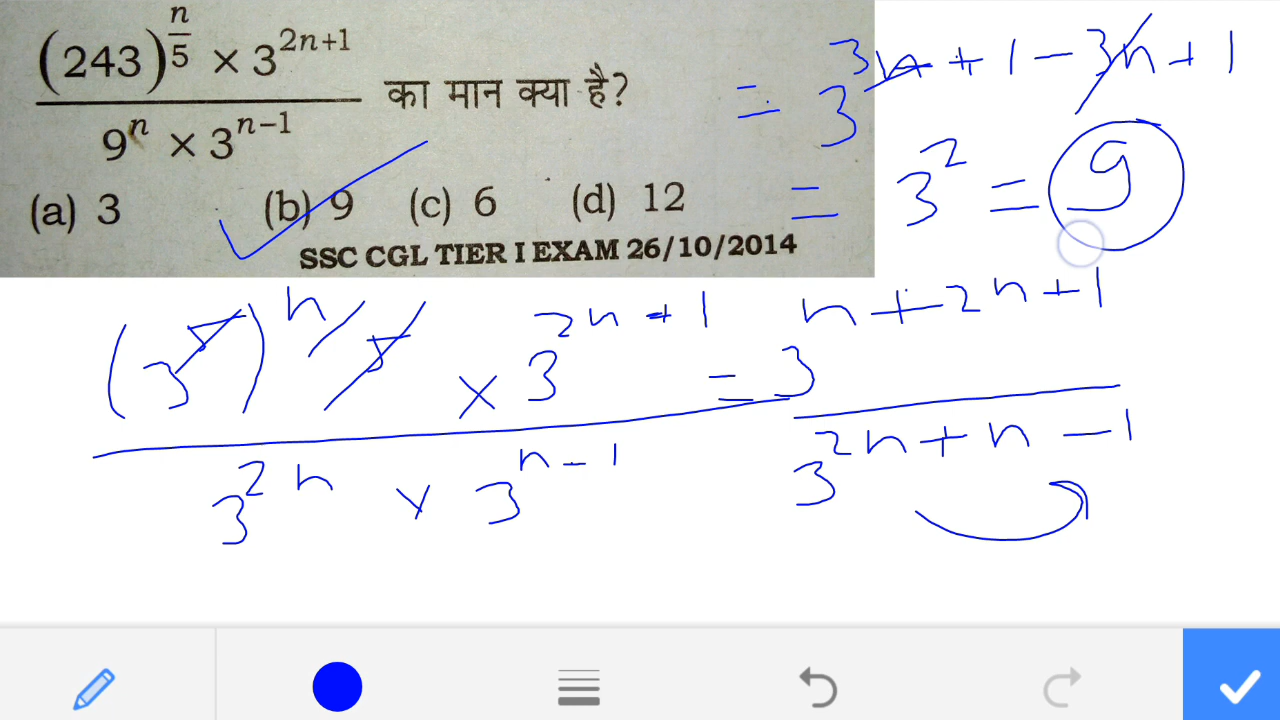 (243)^(n/5) × 3^(2n+1)
9^n × 3^(n-1)
का मान क्या है?
(a) 3 (b) 9 (c) 6 (d) 12
SSC CGL TIER I EXAM 26/10/2014
= 3^(3n+1-3n+1)
= 3^2 = 9
(3^5)^(n/5) × 3^(2n+1) = 3^(n+2n+1)
3^(2n) × 3^(n-1) 3^(2n+n-1)